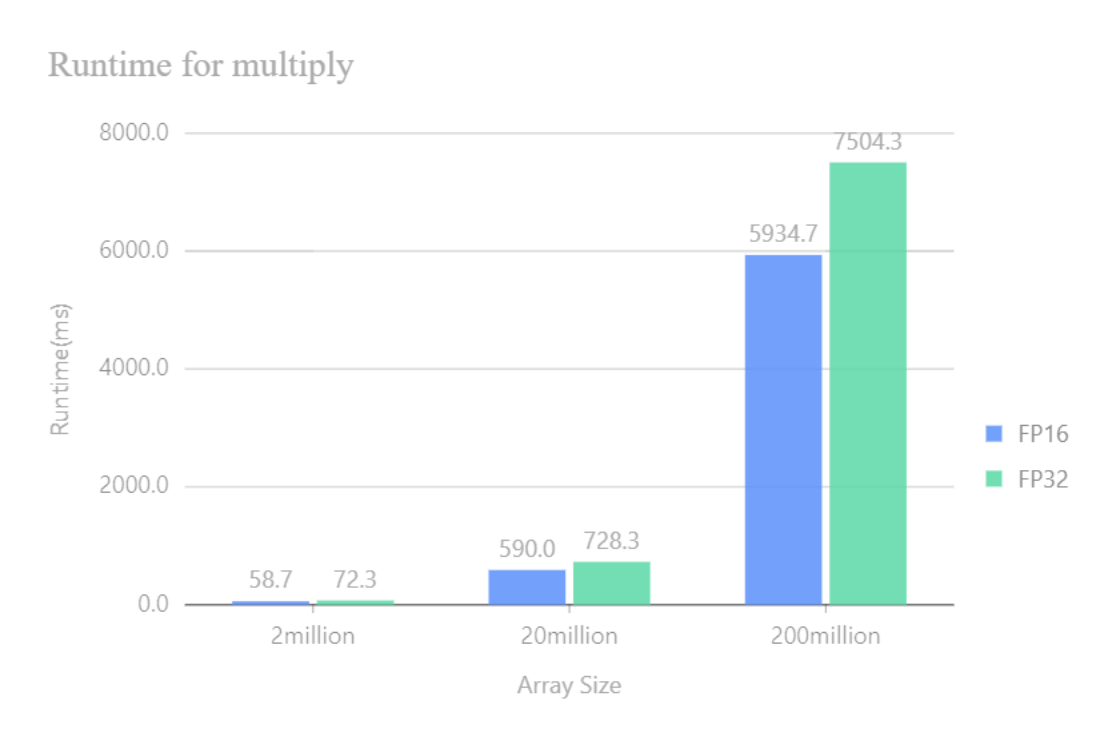 Runtime for multiply
8000.0
7504.3
6000.0
5934.7
4000.0
Runtime(ms)
FP16
2000.0
FP32
590.0
728.3
58.7
72.3
0.0
2million
20million
200million
Array Size